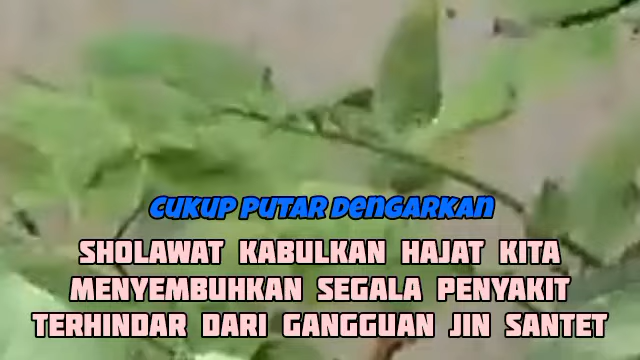 CUKUP PUTAR DENGARKAN
SHOLAWAT KABULKAN HAJAT KITA
MENYEMBUHKAN SEGALA PENYAKIT
TERHINDAR DARI GANGGUAN JIN SANTET